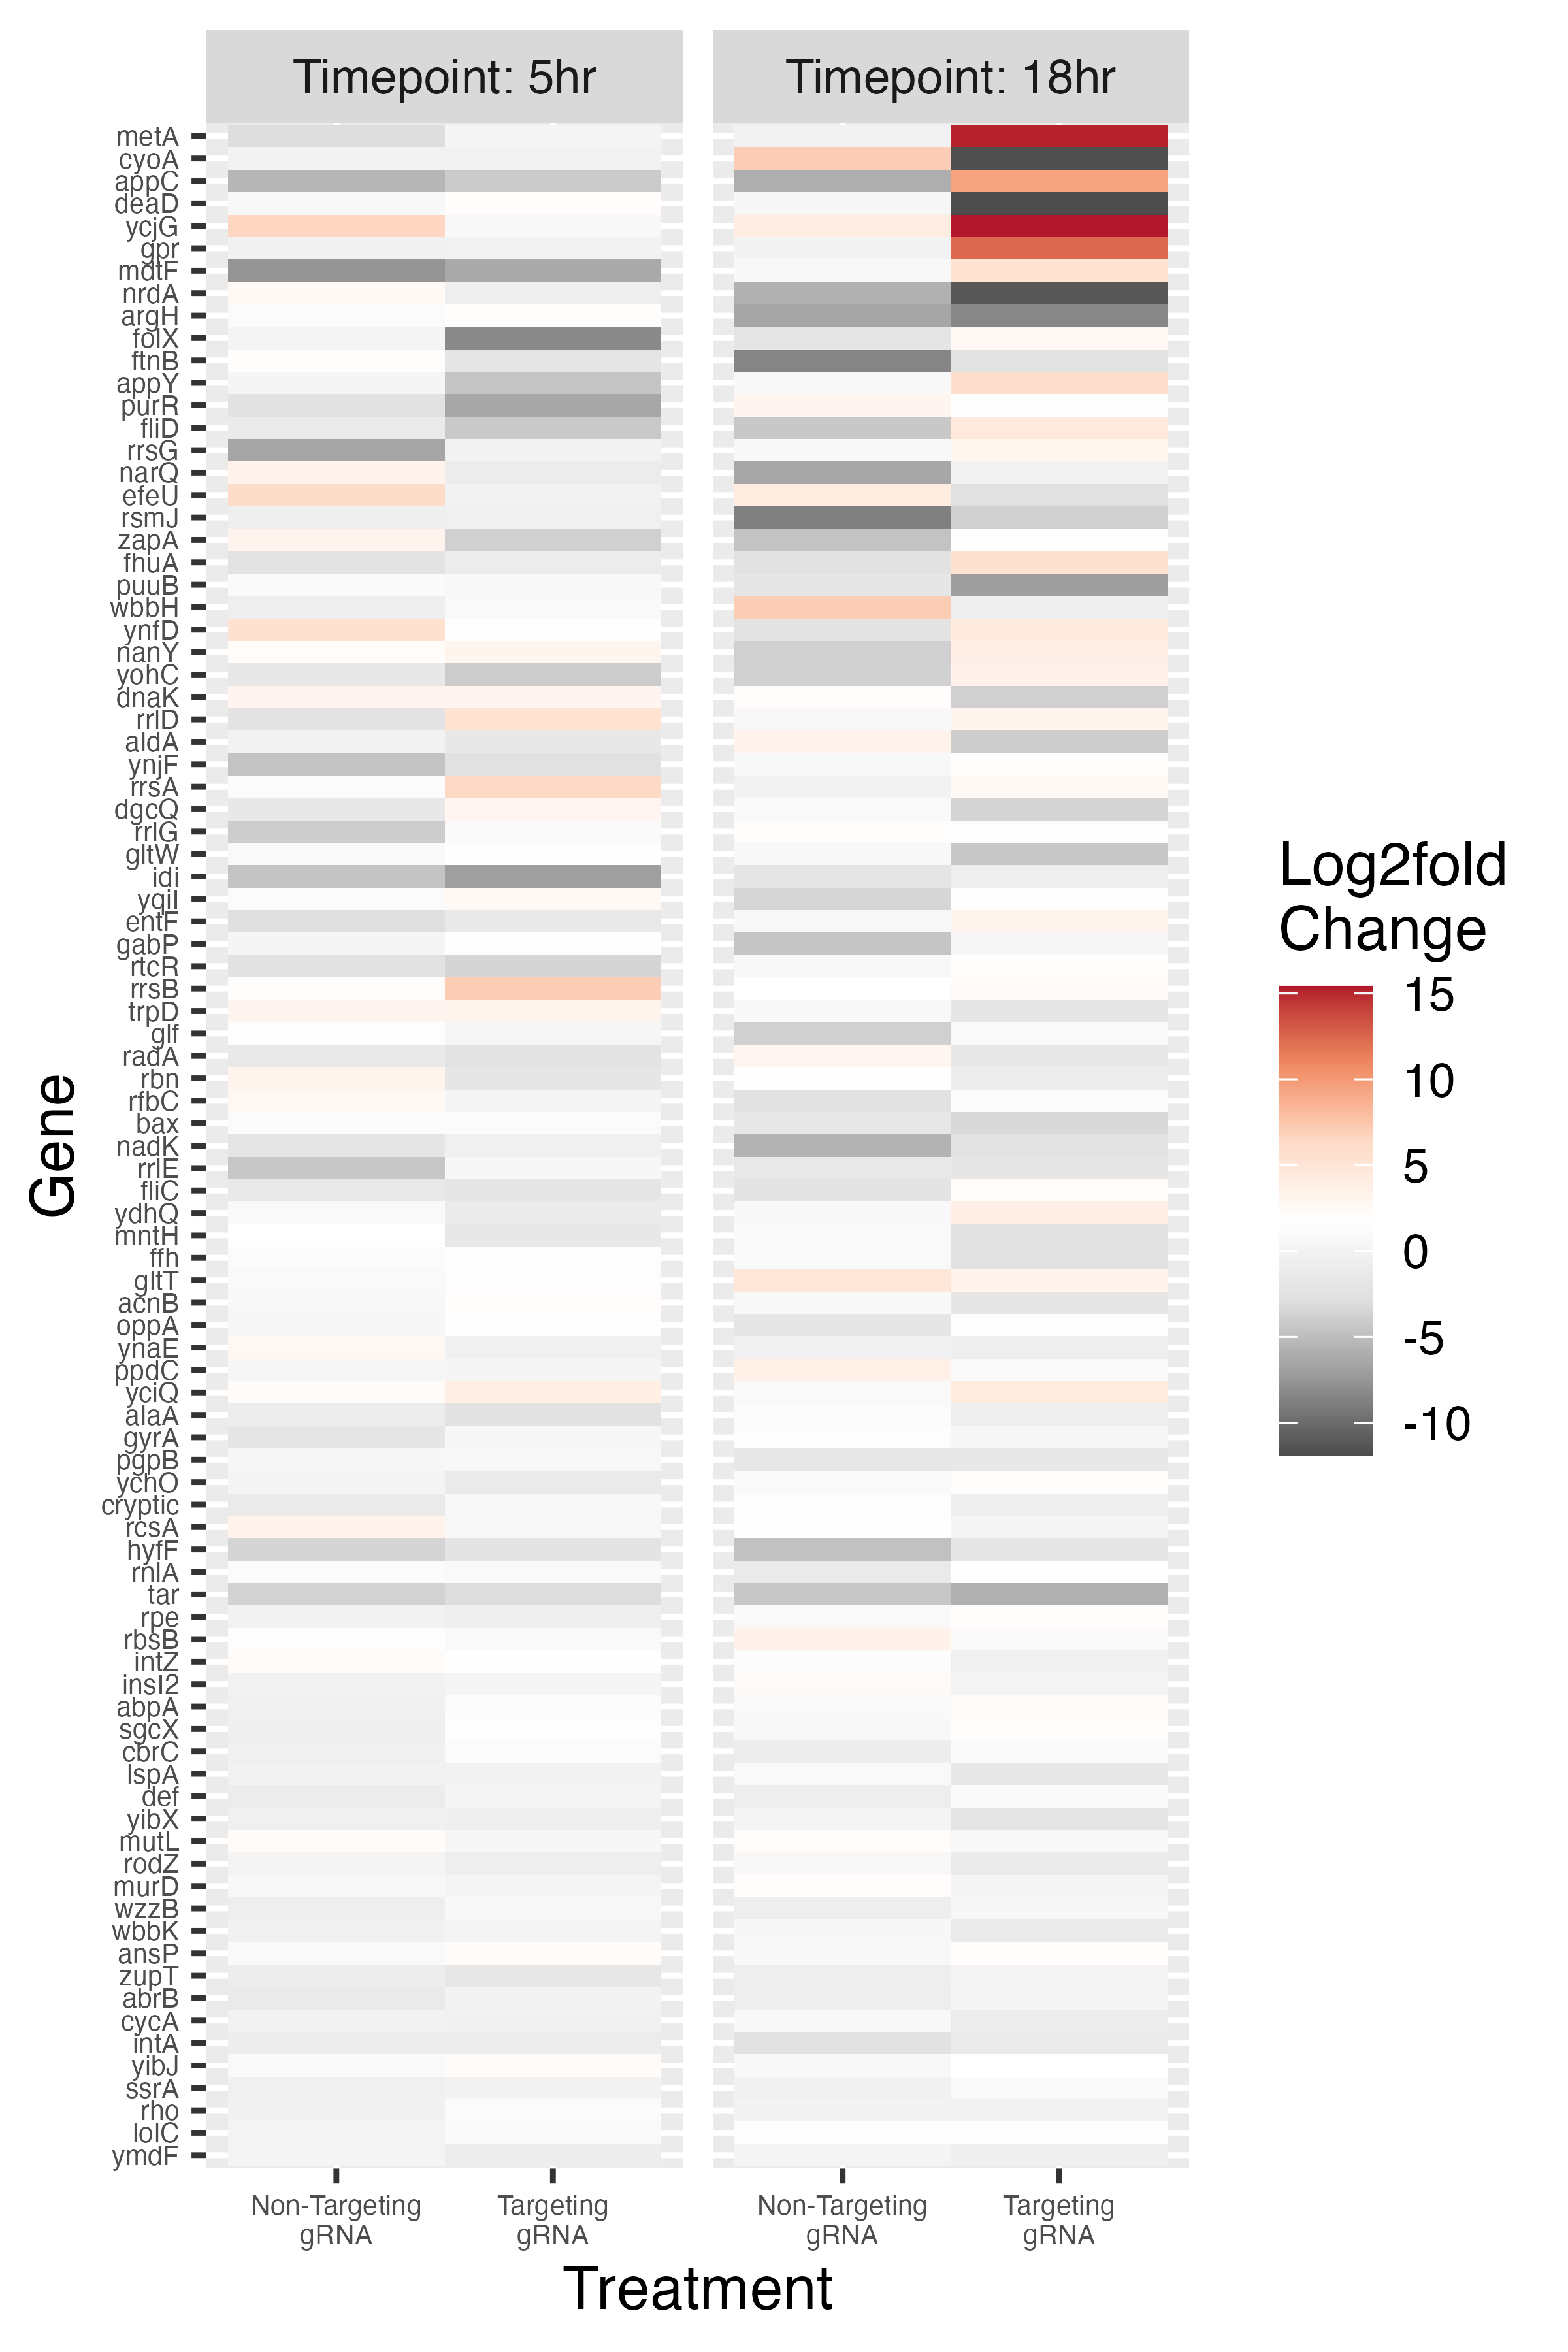 Timepoint: 5hr
Timepoint: 18hr
metA
cyoA
appC
deaD
ycjG
gpr
mdtF
nrdA
argH
folX
ftnB
appY
purR
fliD
rrsG
narQ
efeU
rsmJ
zapA
fhuA
puuB
wbbH
ynfD
nanY
yohC
dnaK
rrlD
aldA
ynjF
rrsA
dgcQ
rrlG
gltW
idi
yqiI
entF
gabP
rtcR
rrsB
trpD
glf
radA
rbn
rfbC
bax
nadK
rrlE
fliC
ydhQ
mntH
ffh
gltT
acnB
oppA
ynaE
ppdC
yciQ
alaA
gyrA
pgpB
ychO
cryptic
rcsA
hyfF
rnlA
tar
rpe
rbsB
intZ
insI2
abpA
sgcX
cbrC
lspA
def
yibX
mutL
rodZ
murD
wzzB
wbbK
ansP
zupT
abrB
cycA
intA
yibJ
ssrA
rho
lolC
ymdF
Gene
Non-Targeting
gRNA
Targeting
gRNA
Non-Targeting
gRNA
Targeting
gRNA
Treatment
Log2fold
Change
15
10
5
0
-5
-10